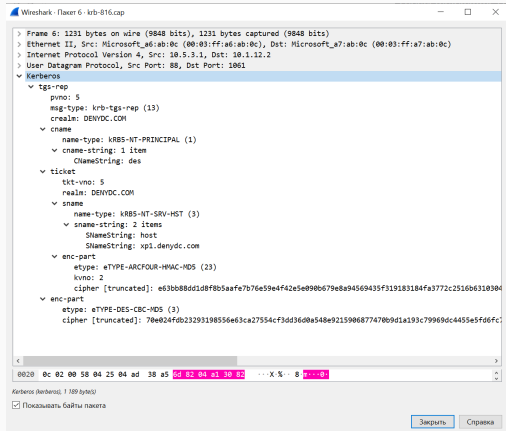 Wireshark · Пакет 6 · krb-816.cap
Frame 6: 1231 bytes on wire (9848 bits), 1231 bytes captured (9848 bits)
Ethernet II, Src: Microsoft_a6:ab:0c (00:03:ff:a6:ab:0c), Dst: Microsoft_a7:ab:0c (00:03:ff:a7:ab:0c)
Internet Protocol Version 4, Src: 10.5.3.1, Dst: 10.1.12.2
User Datagram Protocol, Src Port: 88, Dst Port: 1061
Kerberos
tgs-rep
pvno: 5
msg-type: krb-tgs-rep (13)
crealm: DENYDC.COM
cname
name-type: kRB5-NT-PRINCIPAL (1)
cname-string: 1 item
CNameString: des
ticket
tkt-vno: 5
realm: DENYDC.COM
sname
name-type: kRB5-NT-SRV-HST (3)
sname-string: 2 items
SNameString: host
SNameString: xp1.denydc.com
enc-part
etype: eTYPE-ARCFOUR-HMAC-MD5 (23)
kvno: 2
cipher [truncated]: e63bb88dd1d8f8b5aafe7b76e59e4f42e5e090b679e8a94569435f319183184fa3772c2516b6310304
enc-part
etype: eTYPE-DES-CBC-MD5 (3)
cipher [truncated]: 70e024fdb23293198556e63ca27554cf3dd36d0a548e9215906877470b9d1a193c79969dc4455e5fd6fc7
0020 0c 02 00 58 04 25 04 ad 38 a5 6d 82 04 a1 30 82 ···X·%·· 8·m···0·
Kerberos (kerberos), 1 189 byte(s)
Показывать байты пакета
Закрыть Справка